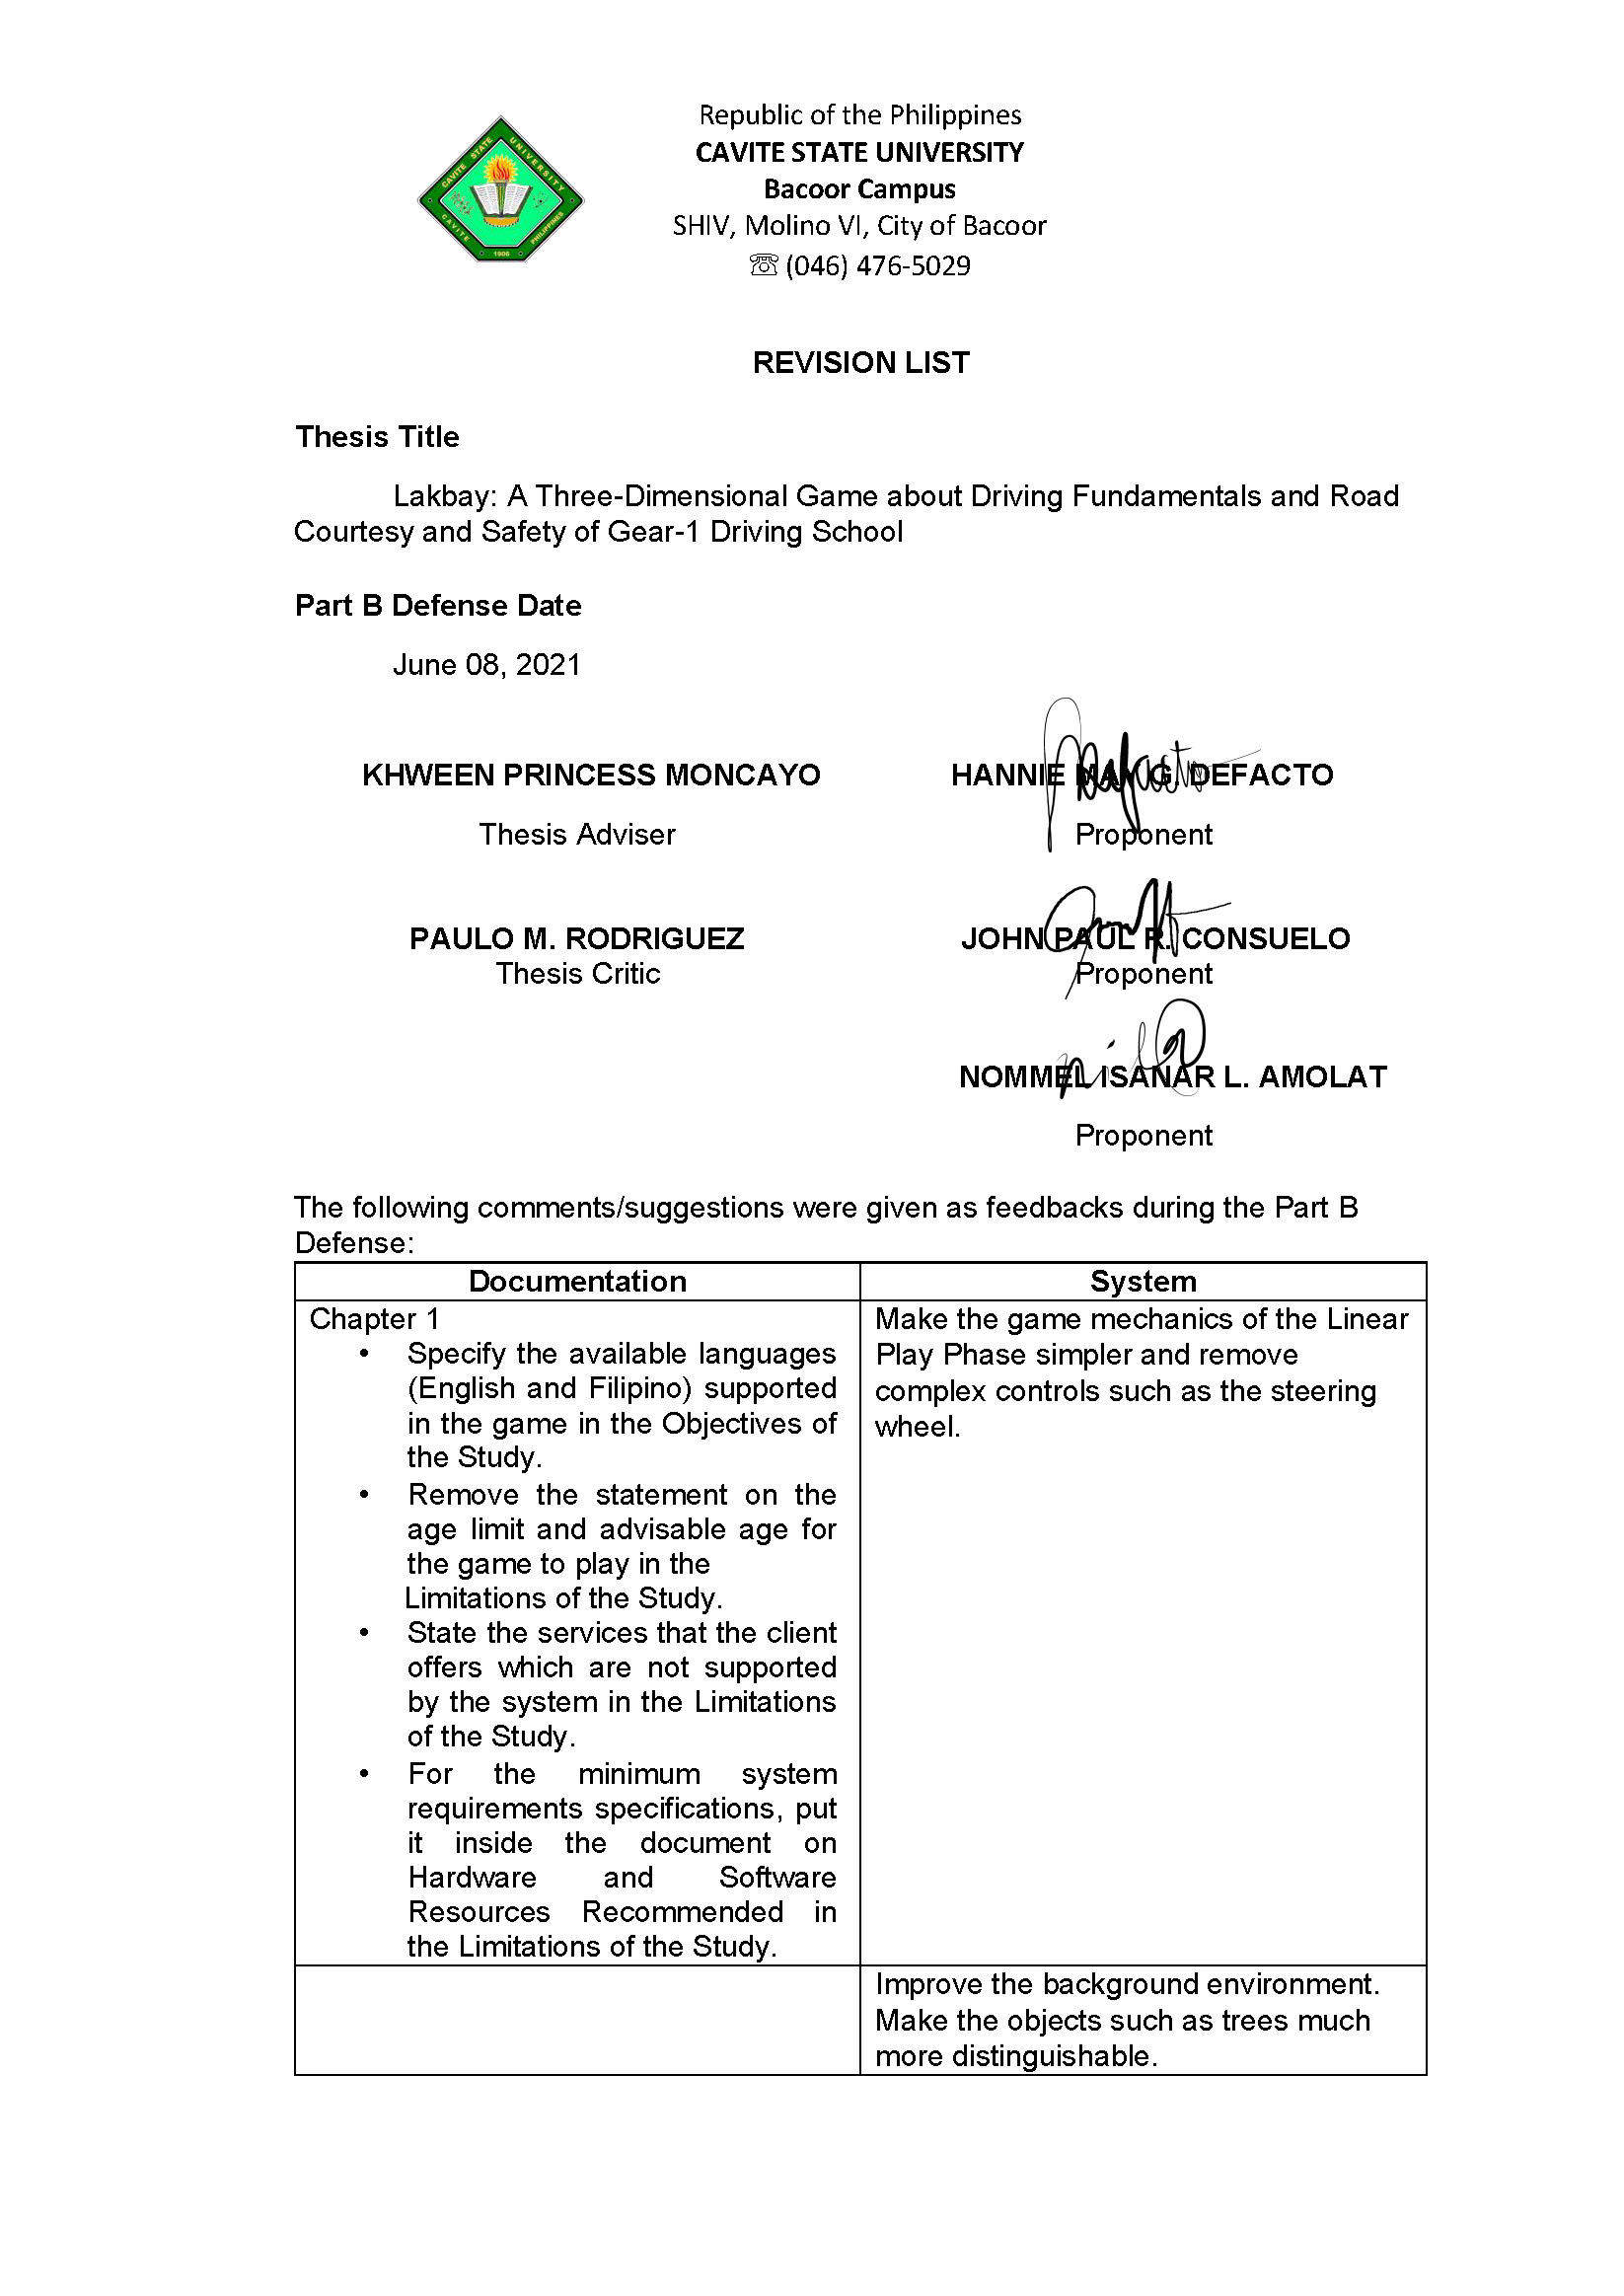 Republic of the Philippines
CAVITE STATE UNIVERSITY
Bacoor Campus
SHIV, Molino VI, City of Bacoor
☏ (046) 476-5029
CAVITE STATE UNIVERSITY
CAVITE 1906 PHILIPPINES
REVISION LIST
Thesis Title
Lakbay: A Three-Dimensional Game about Driving Fundamentals and Road
Courtesy and Safety of Gear-1 Driving School
Part B Defense Date
June 08, 2021
KHWEEN PRINCESS MONCAYO
Thesis Adviser
HANNIE MAY G. DEFACTO
Proponent
PAULO M. RODRIGUEZ
Thesis Critic
JOHN PAUL R. CONSUELO
Proponent
NOMMEL ISANAR L. AMOLAT
Proponent
The following comments/suggestions were given as feedbacks during the Part B
Defense:
Documentation
System
Chapter 1
• Specify the available languages
(English and Filipino) supported
in the game in the Objectives of
the Study.
• Remove the statement on the
age limit and advisable age for
the game to play in the
Limitations of the Study.
• State the services that the client
offers which are not supported
by the system in the Limitations
of the Study.
• For the minimum system
requirements specifications, put
it inside the document on
Hardware and Software
Resources Recommended in
the Limitations of the Study.
Make the game mechanics of the Linear
Play Phase simpler and remove
complex controls such as the steering
wheel.
Improve the background environment.
Make the objects such as trees much
more distinguishable.